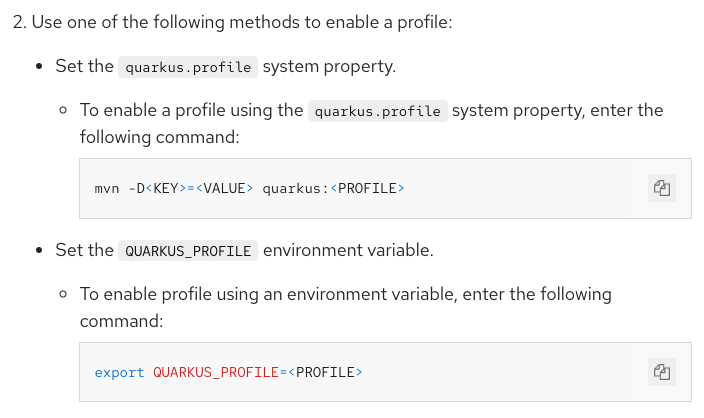 2. Use one of the following methods to enable a profile:
• Set the quarkus.profile system property.
◦ To enable a profile using the quarkus.profile system property, enter the
following command:
mvn -D<KEY>=<VALUE> quarkus:<PROFILE>
• Set the QUARKUS_PROFILE environment variable.
◦ To enable profile using an environment variable, enter the following
command:
export QUARKUS_PROFILE=<PROFILE>